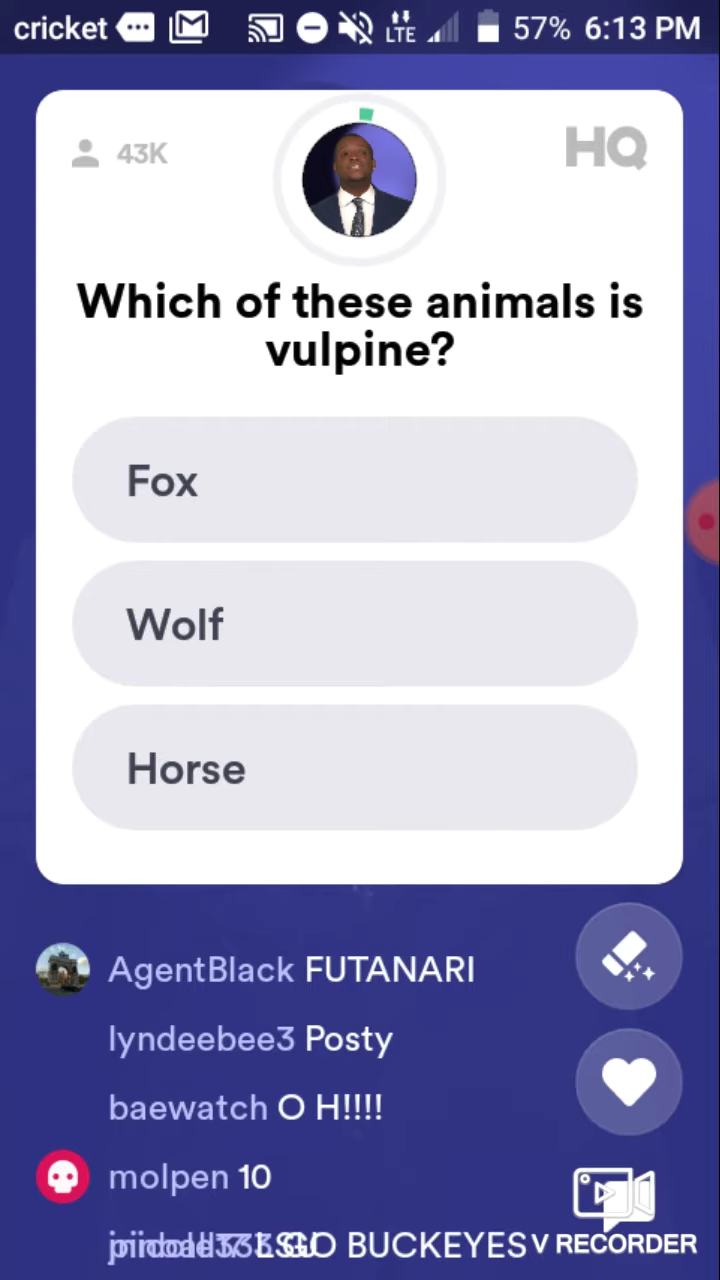 cricket LTE 57% 6:13 PM
43K HQ
Which of these animals is
vulpine?
Fox
Wolf
Horse
AgentBlack FUTANARI
lyndeebee3 Posty
baewatch O H!!!!
molpen 10
GO BUCKEYES V RECORDER